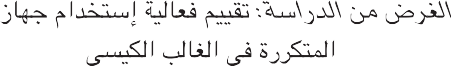 الغرض من الدراسة: تقييم فعالية إستخدام جهاز
المتكررة فى الغالب الكيسى